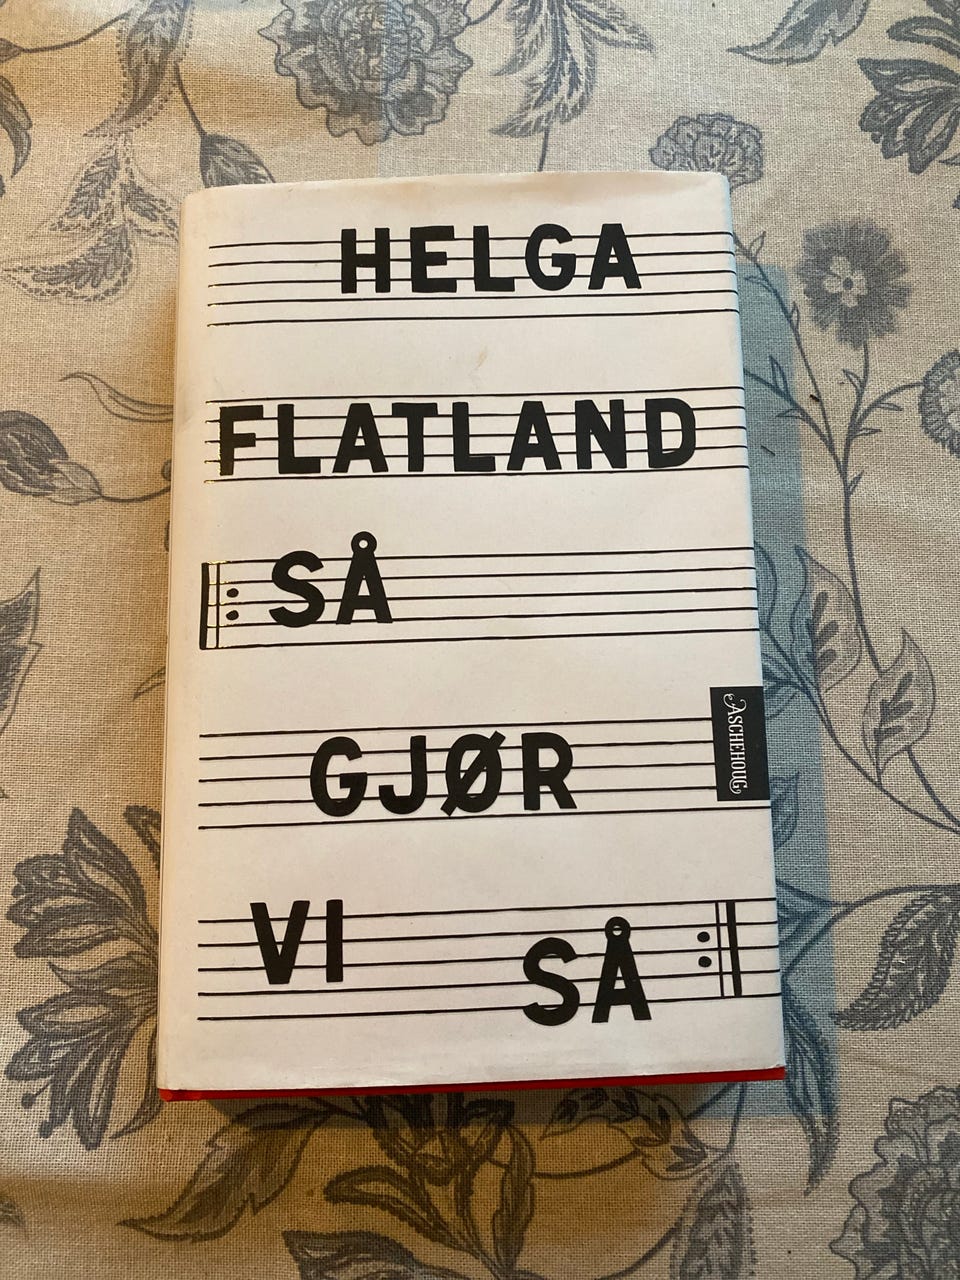 HELGA
FLATLAND
SÅ
GJØR
VI SÅ
ASCHEHOUG